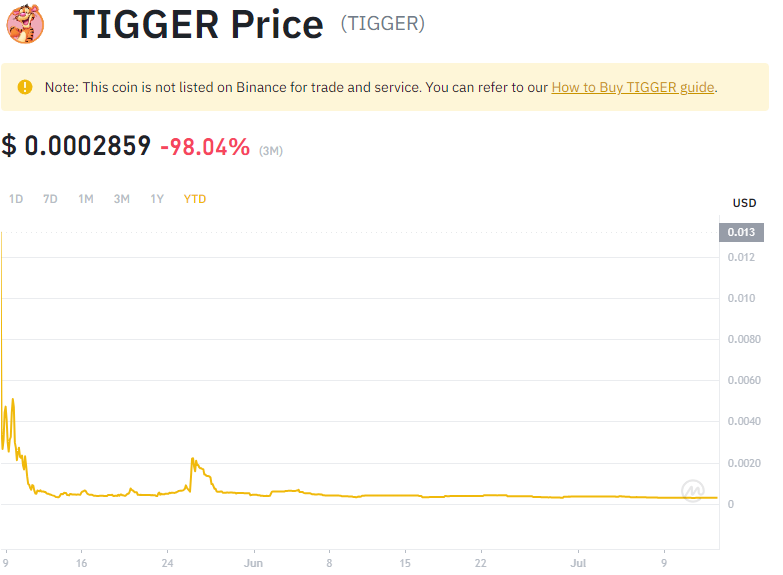 TIGGER Price (TIGGER)
Note: This coin is not listed on Binance for trade and service. You can refer to our How to Buy TIGGER guide.
$ 0.0002859 -98.04% (3M)
1D 7D 1M 3M 1Y YTD
USD
0.013
0.012
0.010
0.0080
0.0060
0.0040
0.0020
0
9 16 24 Jun 8 15 22 Jul 9